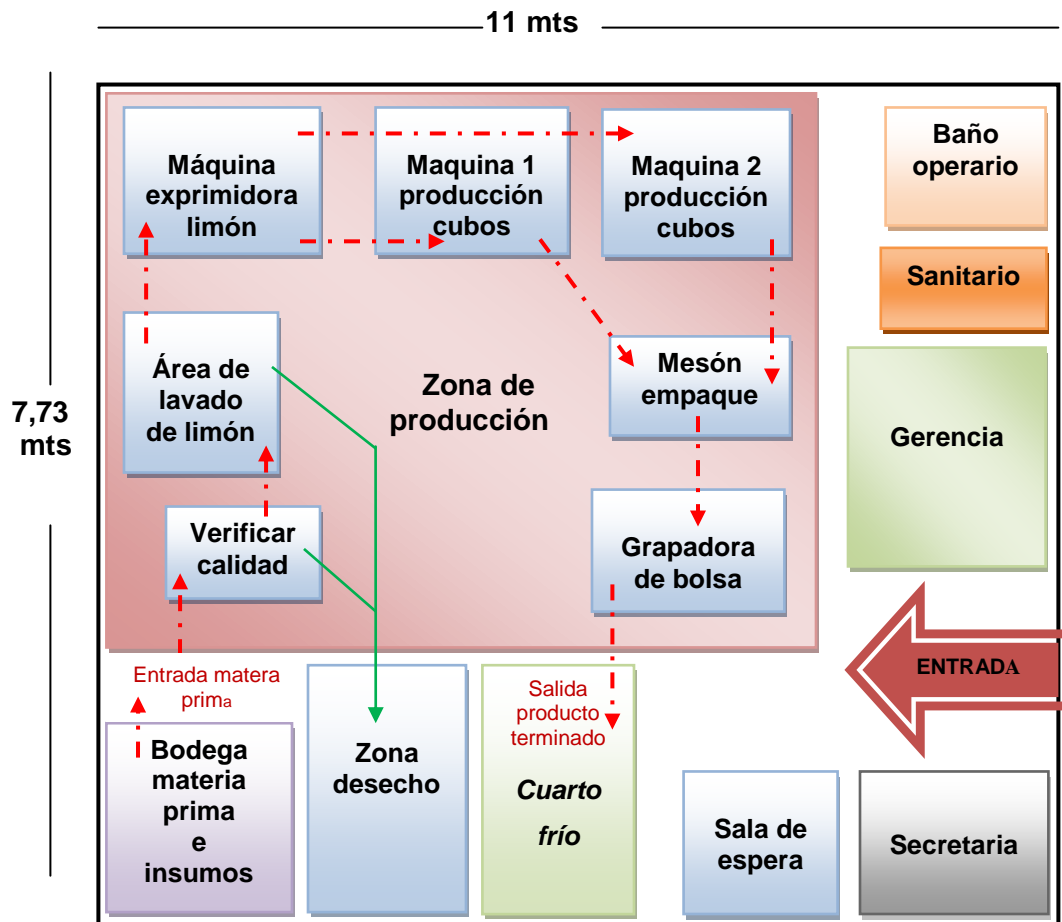 11 mts
7,73
mts
Máquina
exprimidora
limón
Maquina 1
producción
cubos
Maquina 2
producción
cubos
Baño
operario
Sanitario
Área de
lavado
de limón
Zona de
producción
Mesón
empaque
Gerencia
Verificar
calidad
Grapadora
de bolsa
ENTRADA
Entrada matera
prima
Salida
producto
terminado
Bodega
materia
prima
e
insumos
Zona
desecho
Cuarto
frío
Sala de
espera
Secretaria